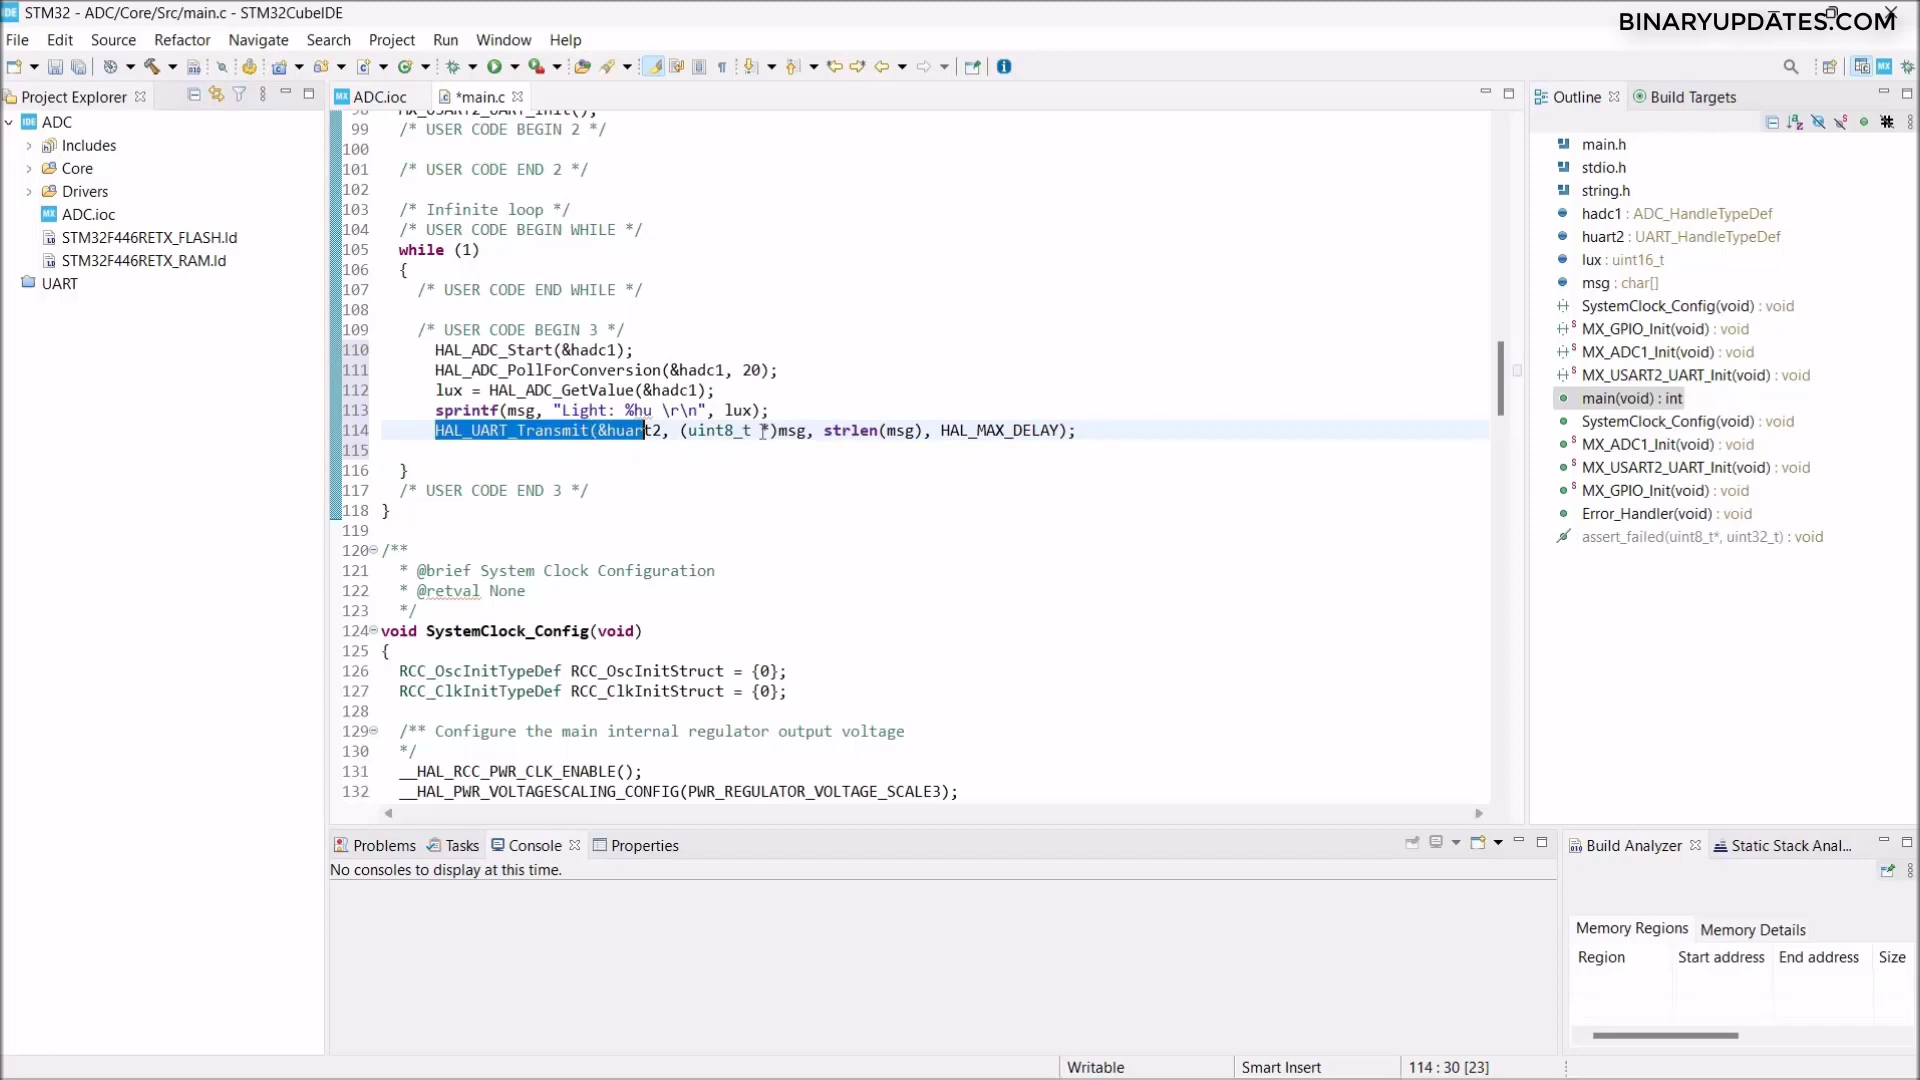 STM32 - ADC/Core/Src/main.c - STM32CubeIDE
BINARYUPDATES.COM
File Edit Source Refactor Navigate Search Project Run Window Help
Project Explorer
ADC
Includes
Core
Drivers
ADC.ioc
STM32F446RETX_FLASH.ld
STM32F446RETX_RAM.ld
UART
ADC.ioc *main.c
99 /* USER CODE BEGIN 2 */
100
101 /* USER CODE END 2 */
102
103 /* Infinite loop */
104 /* USER CODE BEGIN WHILE */
105 while (1)
106 {
107 /* USER CODE END WHILE */
108
109 /* USER CODE BEGIN 3 */
110 HAL_ADC_Start(&hadc1);
111 HAL_ADC_PollForConversion(&hadc1, 20);
112 lux = HAL_ADC_GetValue(&hadc1);
113 sprintf(msg, "Light: %hu \r\n", lux);
114 HAL_UART_Transmit(&huart2, (uint8_t *)msg, strlen(msg), HAL_MAX_DELAY);
115
116 }
117 /* USER CODE END 3 */
118 }
119
120 /**
121 * @brief System Clock Configuration
122 * @retval None
123 */
124 void SystemClock_Config(void)
125 {
126 RCC_OscInitTypeDef RCC_OscInitStruct = {0};
127 RCC_ClkInitTypeDef RCC_ClkInitStruct = {0};
128
129 /** Configure the main internal regulator output voltage
130 */
131 __HAL_RCC_PWR_CLK_ENABLE();
132 __HAL_PWR_VOLTAGESCALING_CONFIG(PWR_REGULATOR_VOLTAGE_SCALE3);
Outline Build Targets
main.h
stdio.h
string.h
hadc1 : ADC_HandleTypeDef
huart2 : UART_HandleTypeDef
lux : uint16_t
msg : char[]
SystemClock_Config(void) : void
MX_GPIO_Init(void) : void
MX_ADC1_Init(void) : void
MX_USART2_UART_Init(void) : void
main(void) : int
SystemClock_Config(void) : void
MX_ADC1_Init(void) : void
MX_USART2_UART_Init(void) : void
MX_GPIO_Init(void) : void
Error_Handler(void) : void
assert_failed(uint8_t*, uint32_t) : void
Problems Tasks Console Properties
No consoles to display at this time.
Build Analyzer Static Stack Anal...
Memory Regions Memory Details
Region Start address End address Size
Writable Smart Insert 114 : 30 [23]